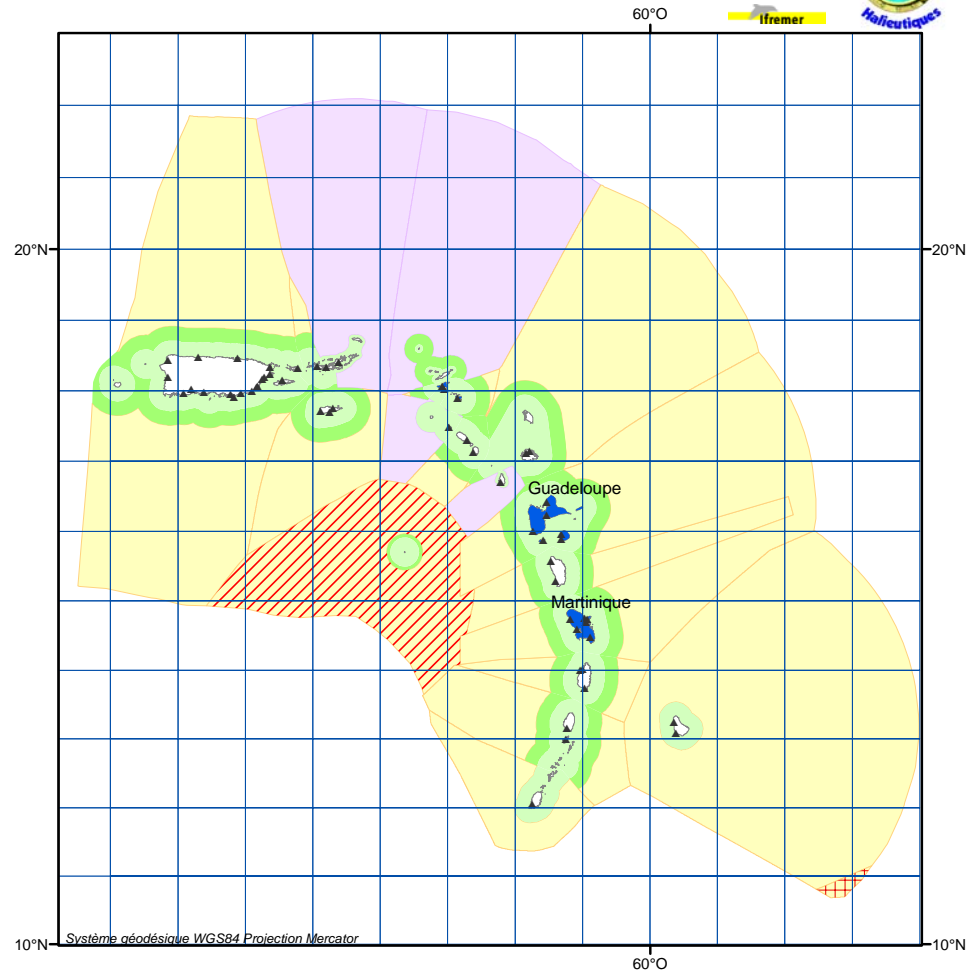 60°O
Ifremer
Halieutiques
20°N
20°N
Guadeloupe
Martinique
Système géodésique WGS84 Projection Mercator
10°N
10°N
60°O